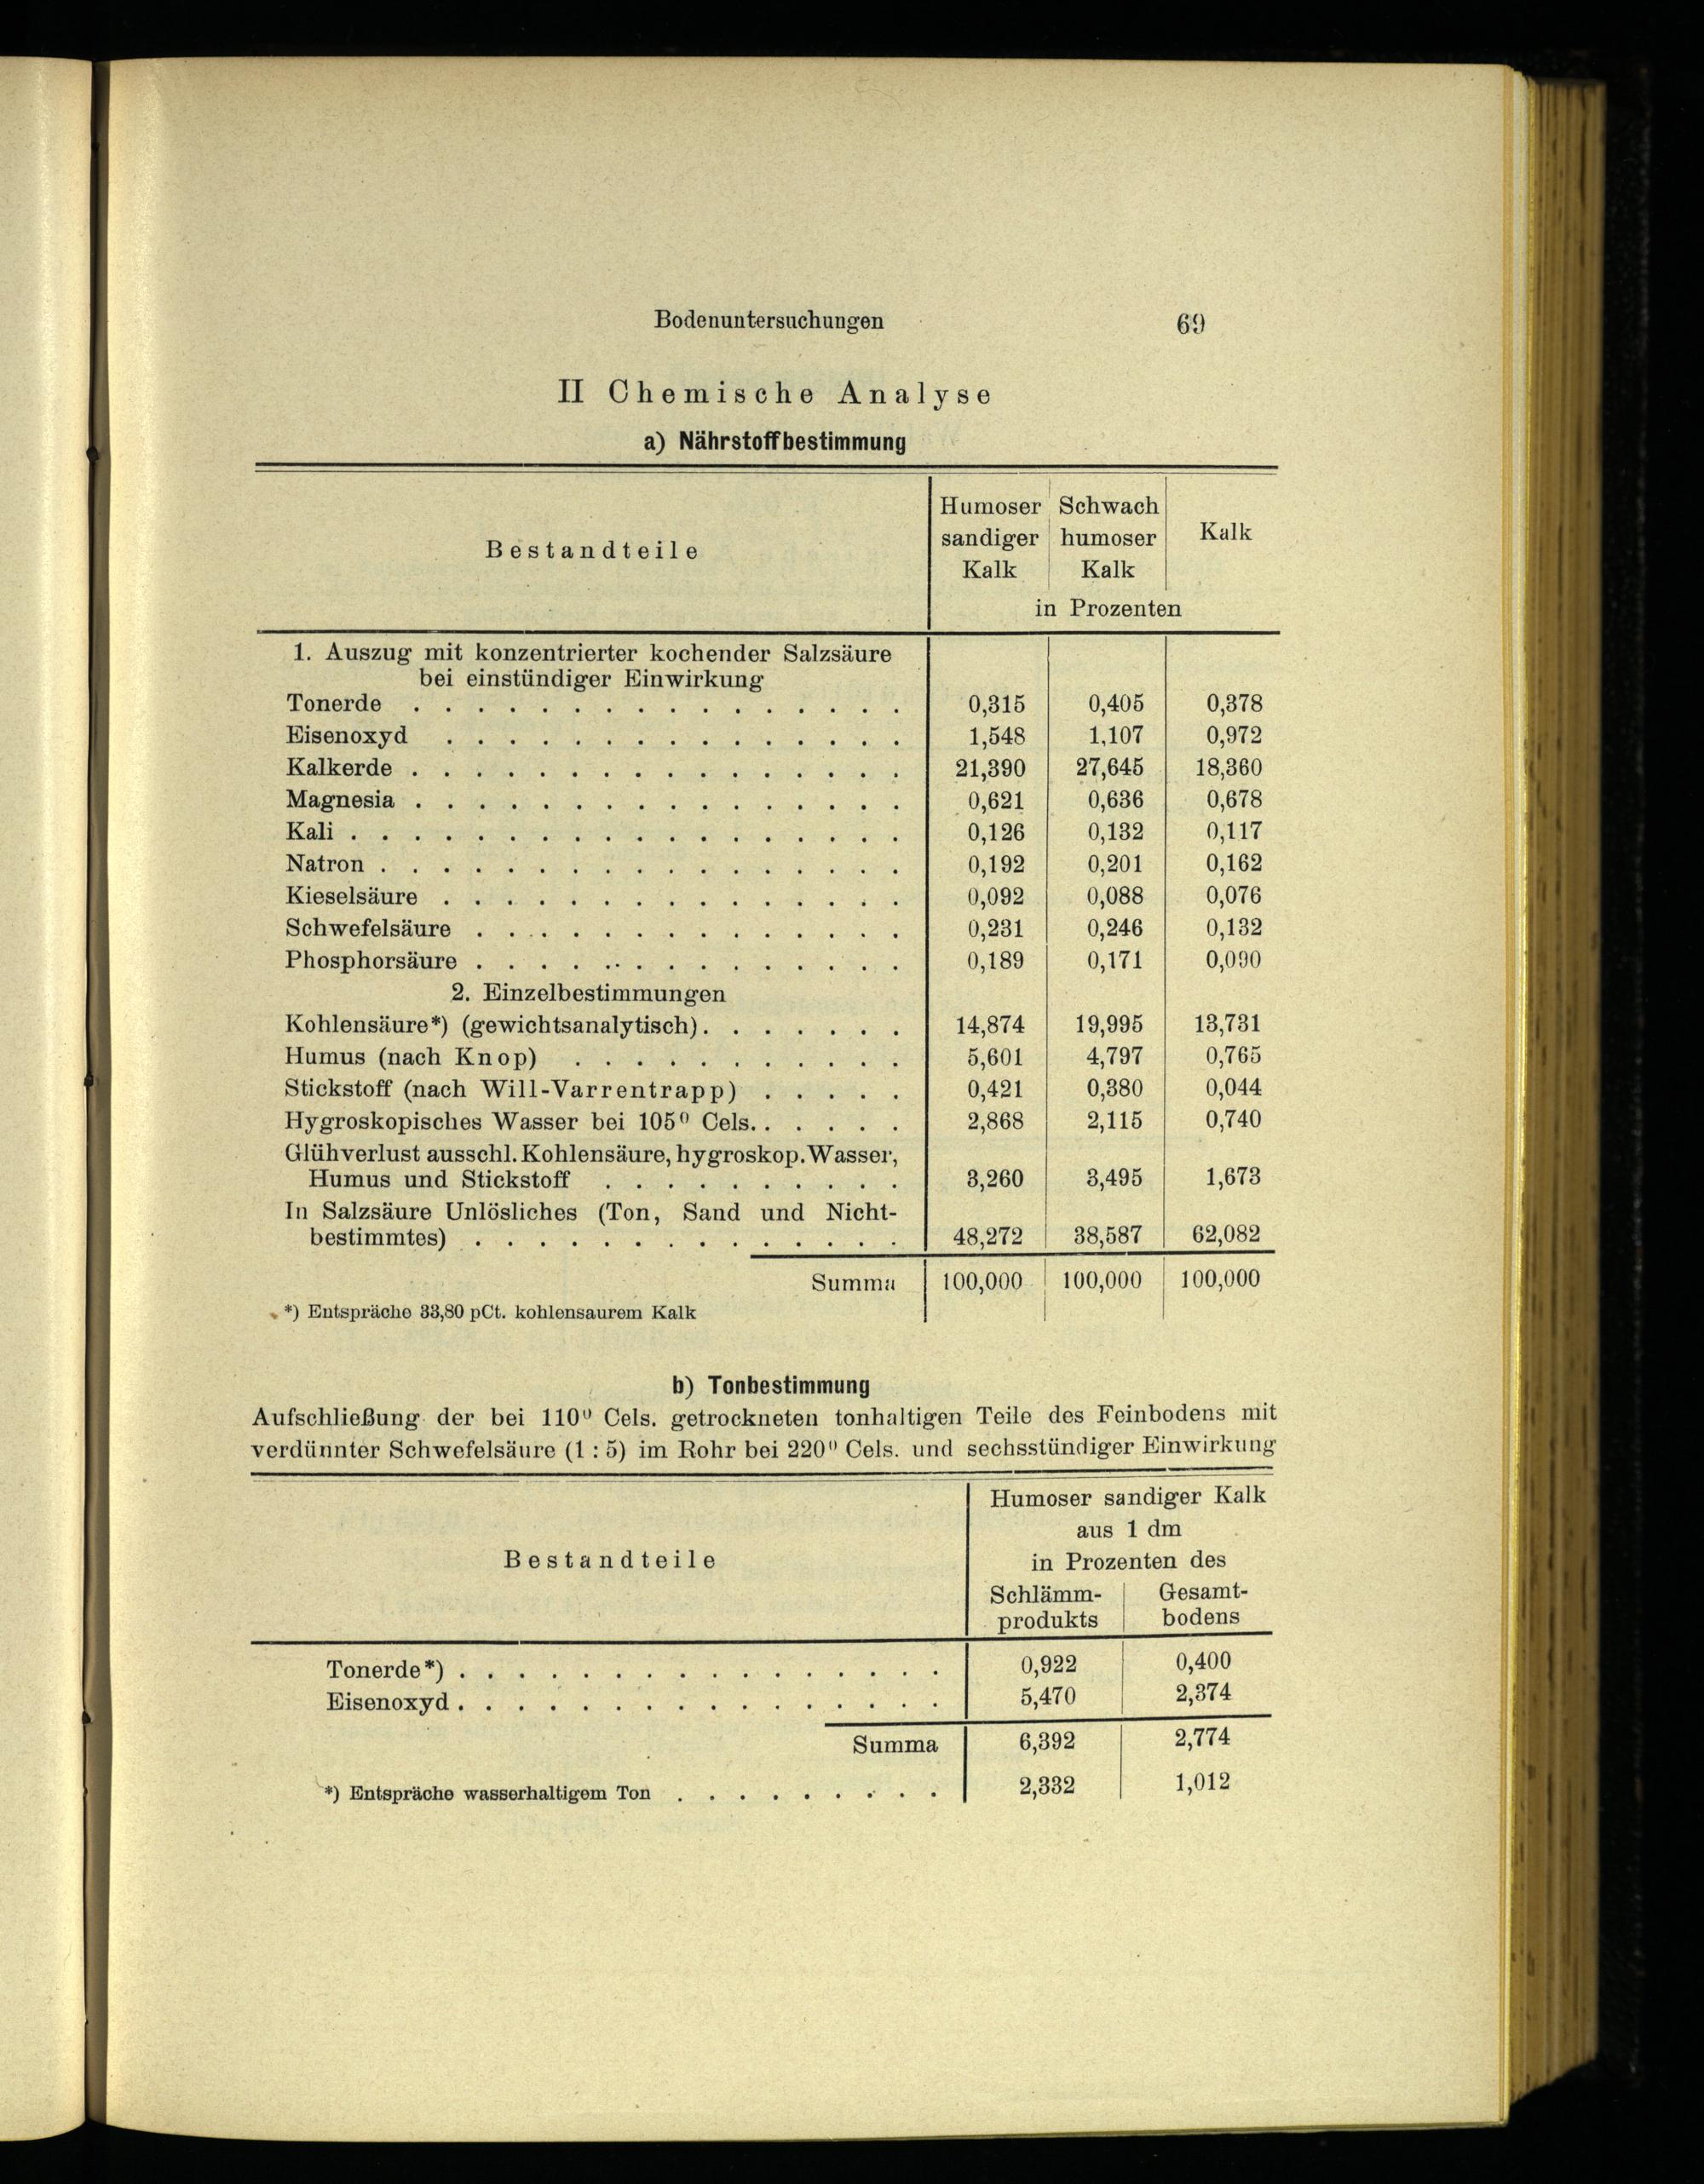 Bodenuntersuchungen 69
II Chemische Analyse
a) Nährstoffbestimmung
Bestandteile
Humoser sandiger Kalk
Schwach humoser Kalk
Kalk
in Prozenten
1. Auszug mit konzentrierter kochender Salzsäure
bei einstündiger Einwirkung
Tonerde . . . . . . . . . . . . . . . . 0,315 0,405 0,378
Eisenoxyd . . . . . . . . . . . . . . . 1,548 1,107 0,972
Kalkerde . . . . . . . . . . . . . . . . 21,390 27,645 18,360
Magnesia . . . . . . . . . . . . . . . . 0,621 0,636 0,678
Kali . . . . . . . . . . . . . . . . . . 0,126 0,132 0,117
Natron . . . . . . . . . . . . . . . . . 0,192 0,201 0,162
Kieselsäure . . . . . . . . . . . . . . . 0,092 0,088 0,076
Schwefelsäure . . . . . . . . . . . . . . 0,231 0,246 0,132
Phosphorsäure . . . . . . . . . . . . . . 0,189 0,171 0,090
2. Einzelbestimmungen
Kohlensäure*) (gewichtsanalytisch) . . . . . . . 14,874 19,995 13,731
Humus (nach Knop) . . . . . . . . . . . 5,601 4,797 0,765
Stickstoff (nach Will-Varrentrapp) . . . . . 0,421 0,380 0,044
Hygroskopisches Wasser bei 105⁰ Cels. . . . . . 2,868 2,115 0,740
Glühverlust ausschl. Kohlensäure, hygroskop. Wasser,
Humus und Stickstoff . . . . . . . . . . 3,260 3,495 1,673
In Salzsäure Unlösliches (Ton, Sand und Nicht-
bestimmtes) . . . . . . . . . . . . . . 48,272 38,587 62,082
Summa 100,000 100,000 100,000
*) Entspräche 33,80 pCt. kohlensaurem Kalk
b) Tonbestimmung
Aufschließung der bei 110⁰ Cels. getrockneten tonhaltigen Teile des Feinbodens mit
verdünnter Schwefelsäure (1 : 5) im Rohr bei 220⁰ Cels. und sechsstündiger Einwirkung
Bestandteile
Humoser sandiger Kalk
aus 1 dm
in Prozenten des
Schlämm-produkts
Gesamt-bodens
Tonerde*) . . . . . . . . . . . . . . . . 0,922 0,400
Eisenoxyd . . . . . . . . . . . . . . . . 5,470 2,374
Summa 6,392 2,774
*) Entspräche wasserhaltigem Ton . . . . . . . . . 2,332 1,012